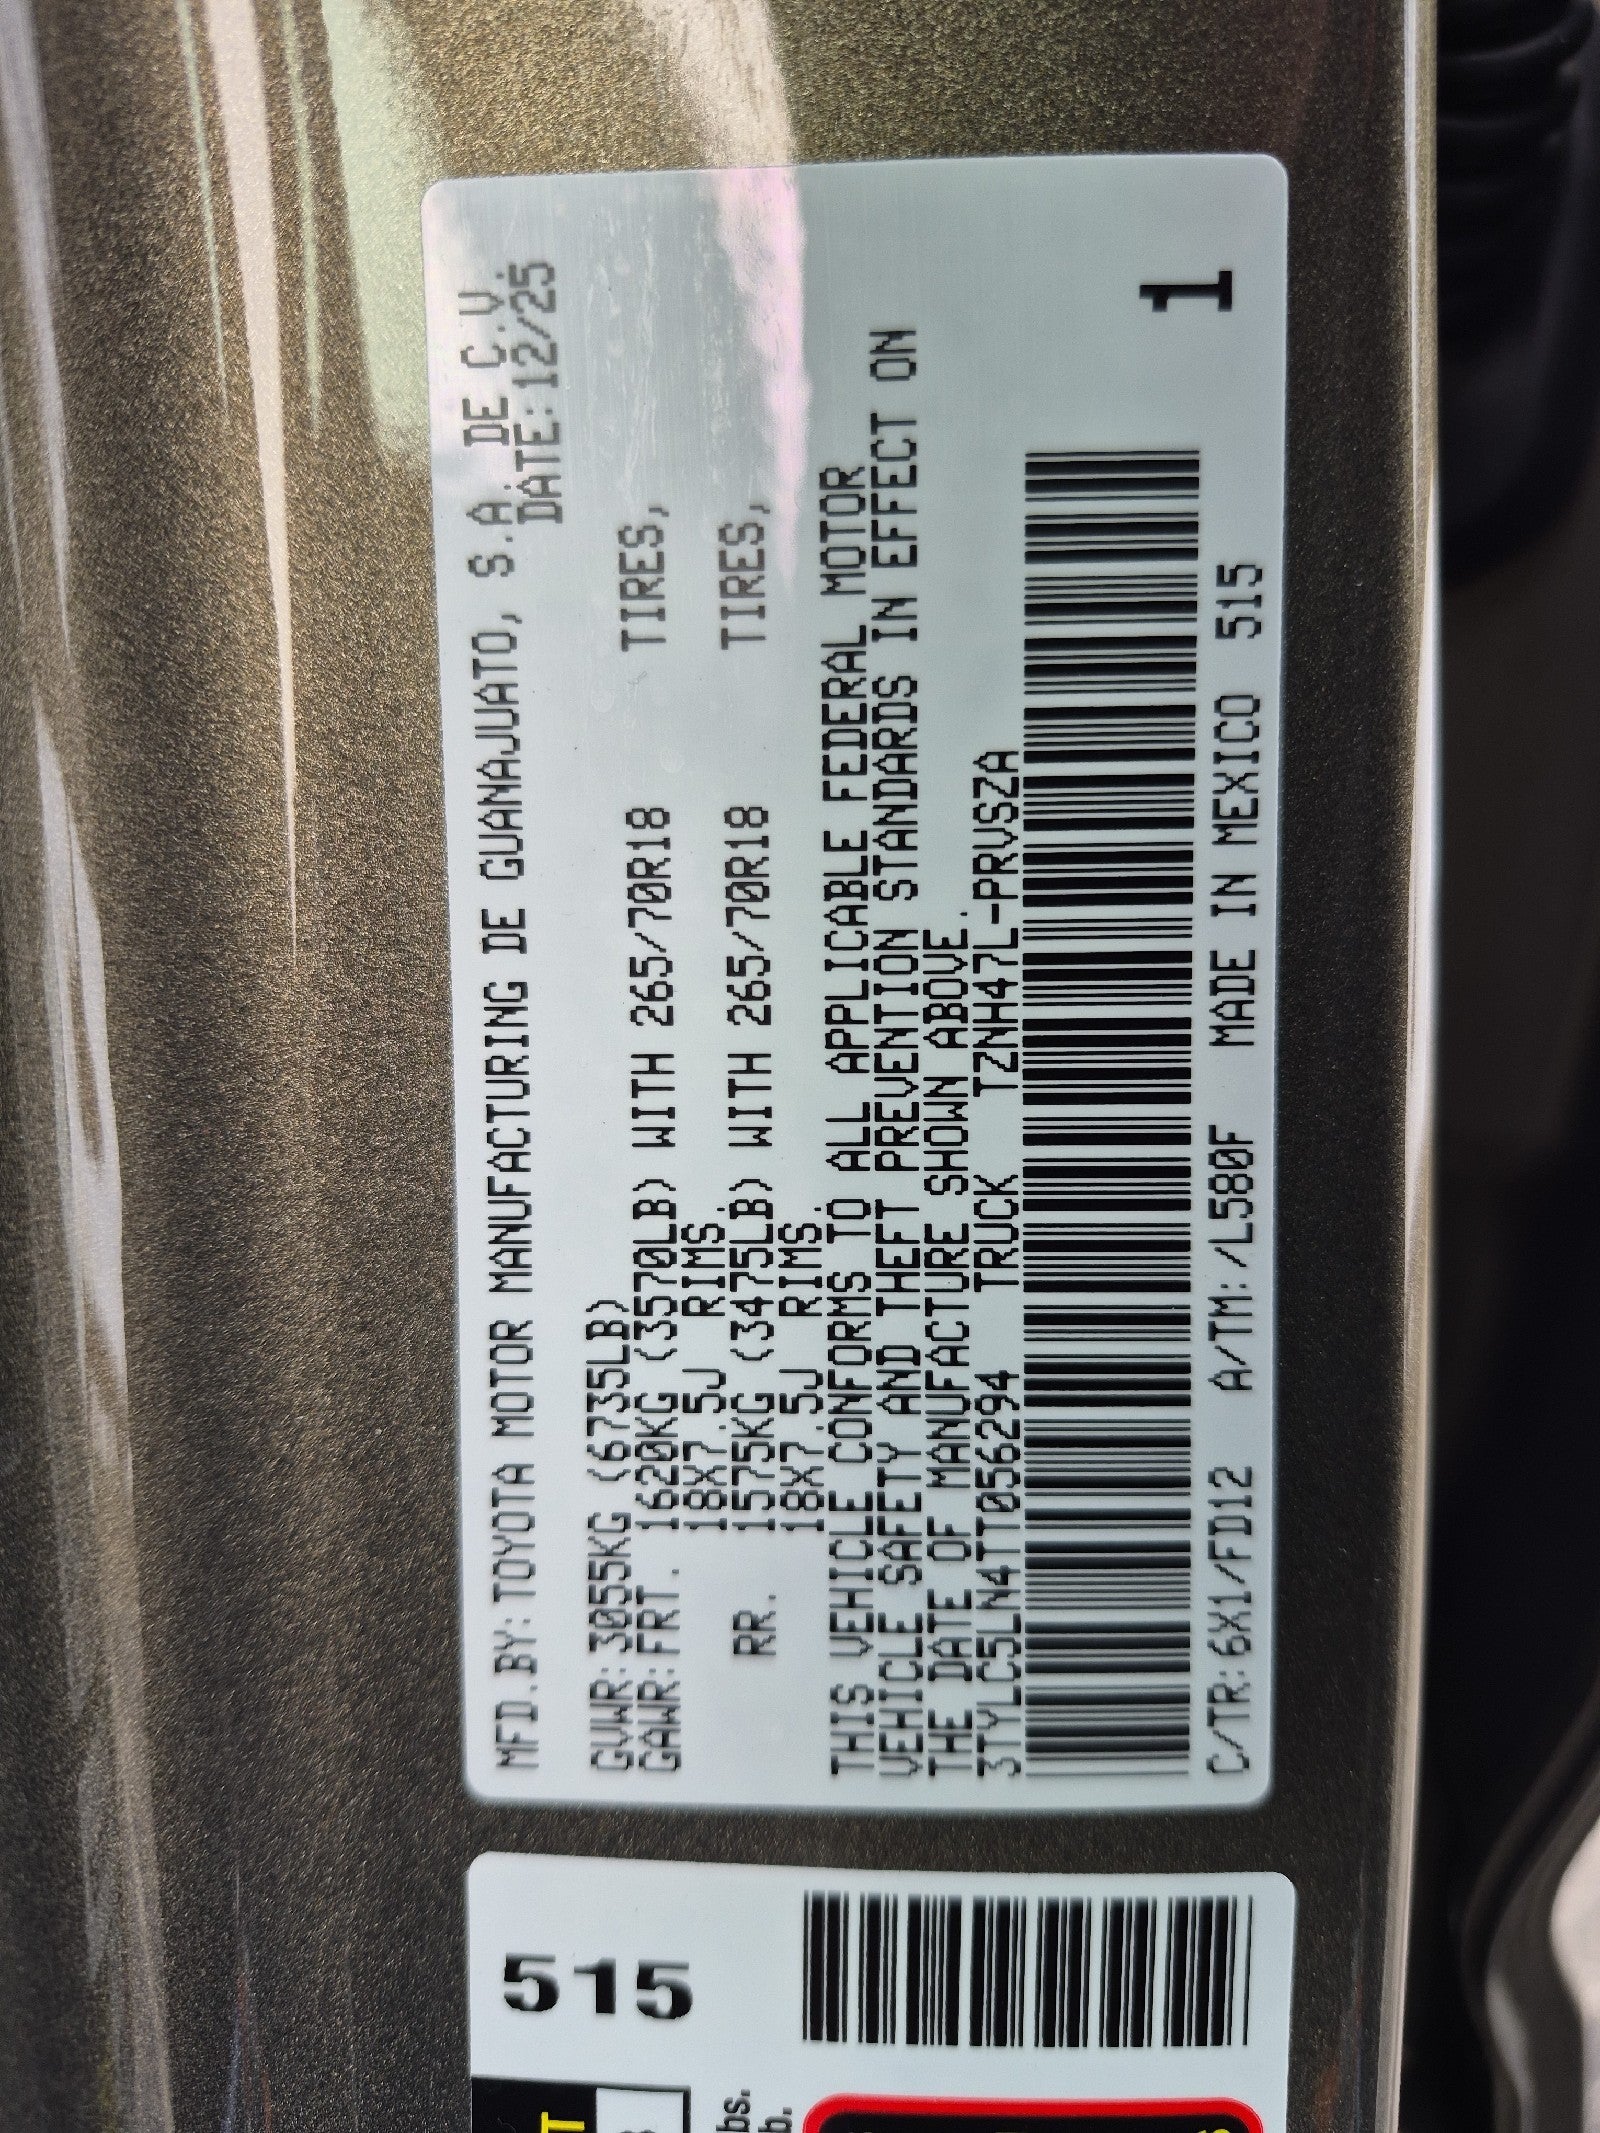 MFD.BY:TOYOTA MOTOR MANUFACTURING DE GUANAJUATO, S.A. DE C.V.
DATE:12/25
GVWR:3055KG (6735LB)
GAWR:FRT. 1620KG (3570LB) WITH 265/70R18 TIRES,
18X7.5J RIMS.
RR. 1575KG (3475LB) WITH 265/70R18 TIRES,
18X7.5J RIMS.
THIS VEHICLE CONFORMS TO ALL APPLICABLE FEDERAL MOTOR
VEHICLE SAFETY AND THEFT PREVENTION STANDARDS IN EFFECT ON
THE DATE OF MANUFACTURE SHOWN ABOVE.
3TYLC5LN4TT056294 TRUCK TZNH47L-PRVSZA
C/TR:6X1/FD12 A/TM:/L580F MADE IN MEXICO 515
1
515